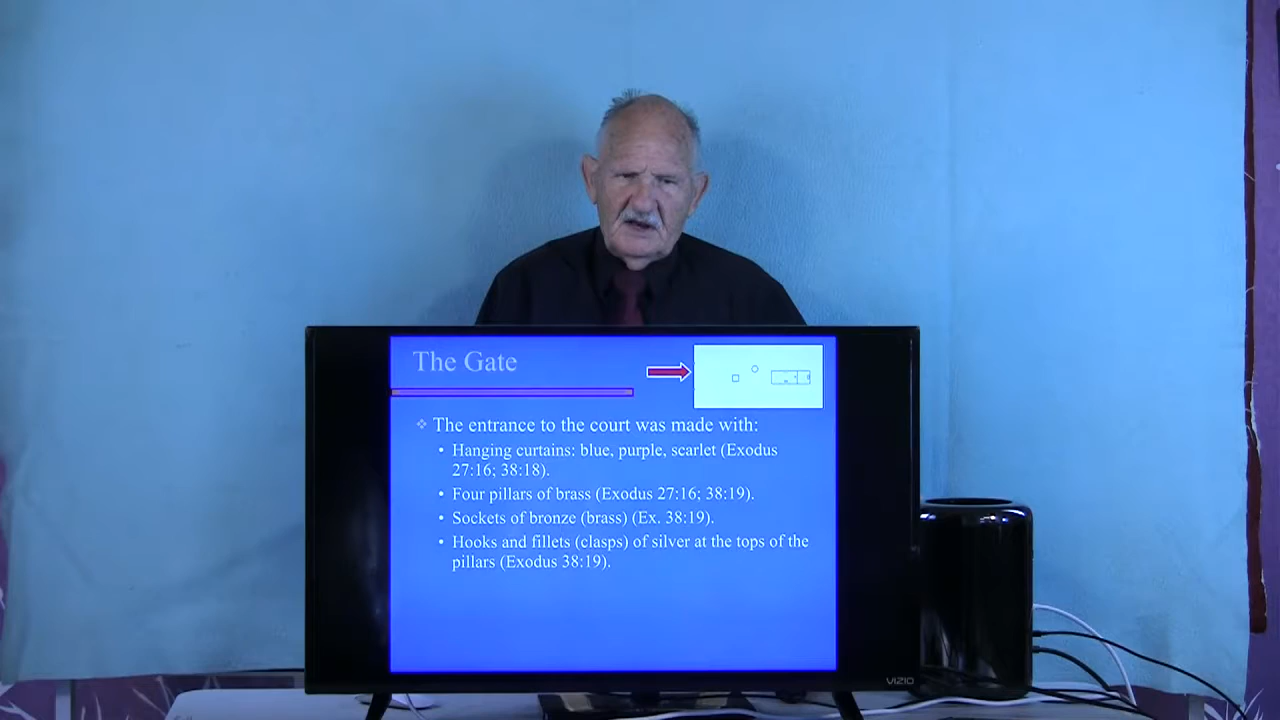 The Gate
❖ The entrance to the court was made with:
• Hanging curtains: blue, purple, scarlet (Exodus
27:16; 38:18).
• Four pillars of brass (Exodus 27:16; 38:19).
• Sockets of bronze (brass) (Ex. 38:19).
• Hooks and fillets (clasps) of silver at the tops of the
pillars (Exodus 38:19).
VIZIO